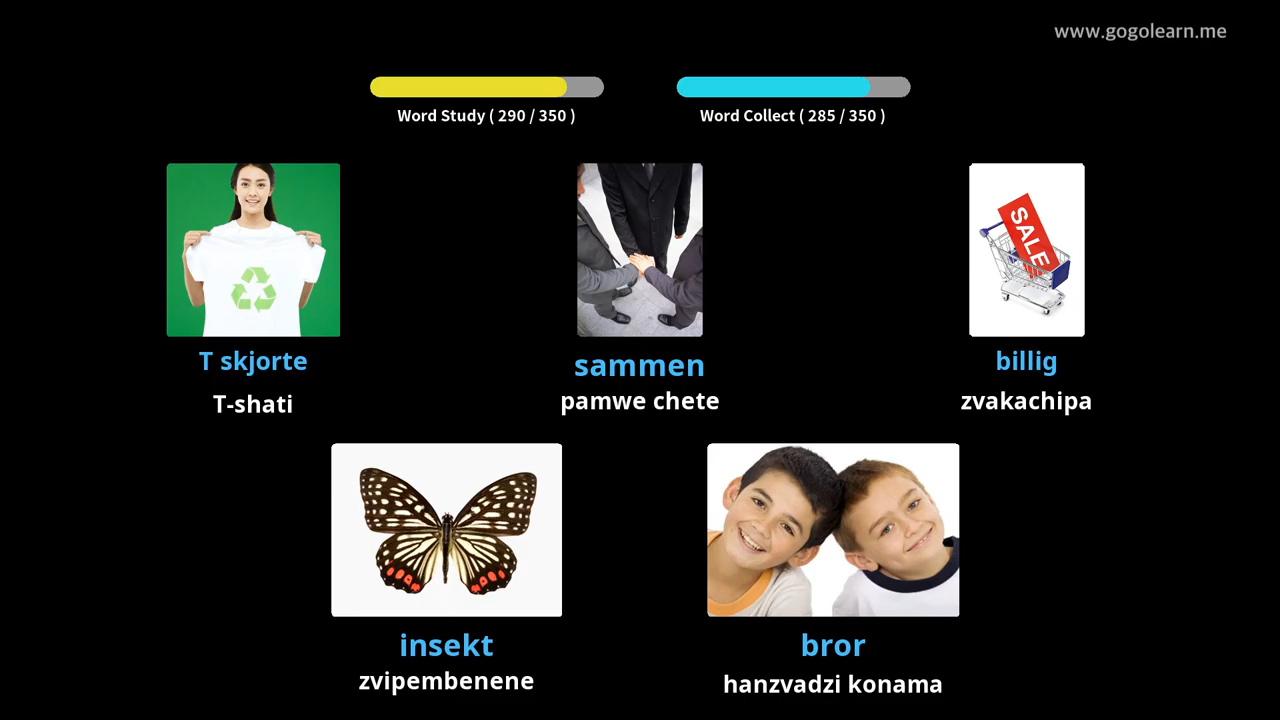 www.gogolearn.me
Word Study ( 290 / 350 )
Word Collect ( 285 / 350 )
SALE
T skjorte
sammen
billig
T-shati
pamwe chete
zvakachipa
insekt
bror
zvipembenene
hanzvadzi konama